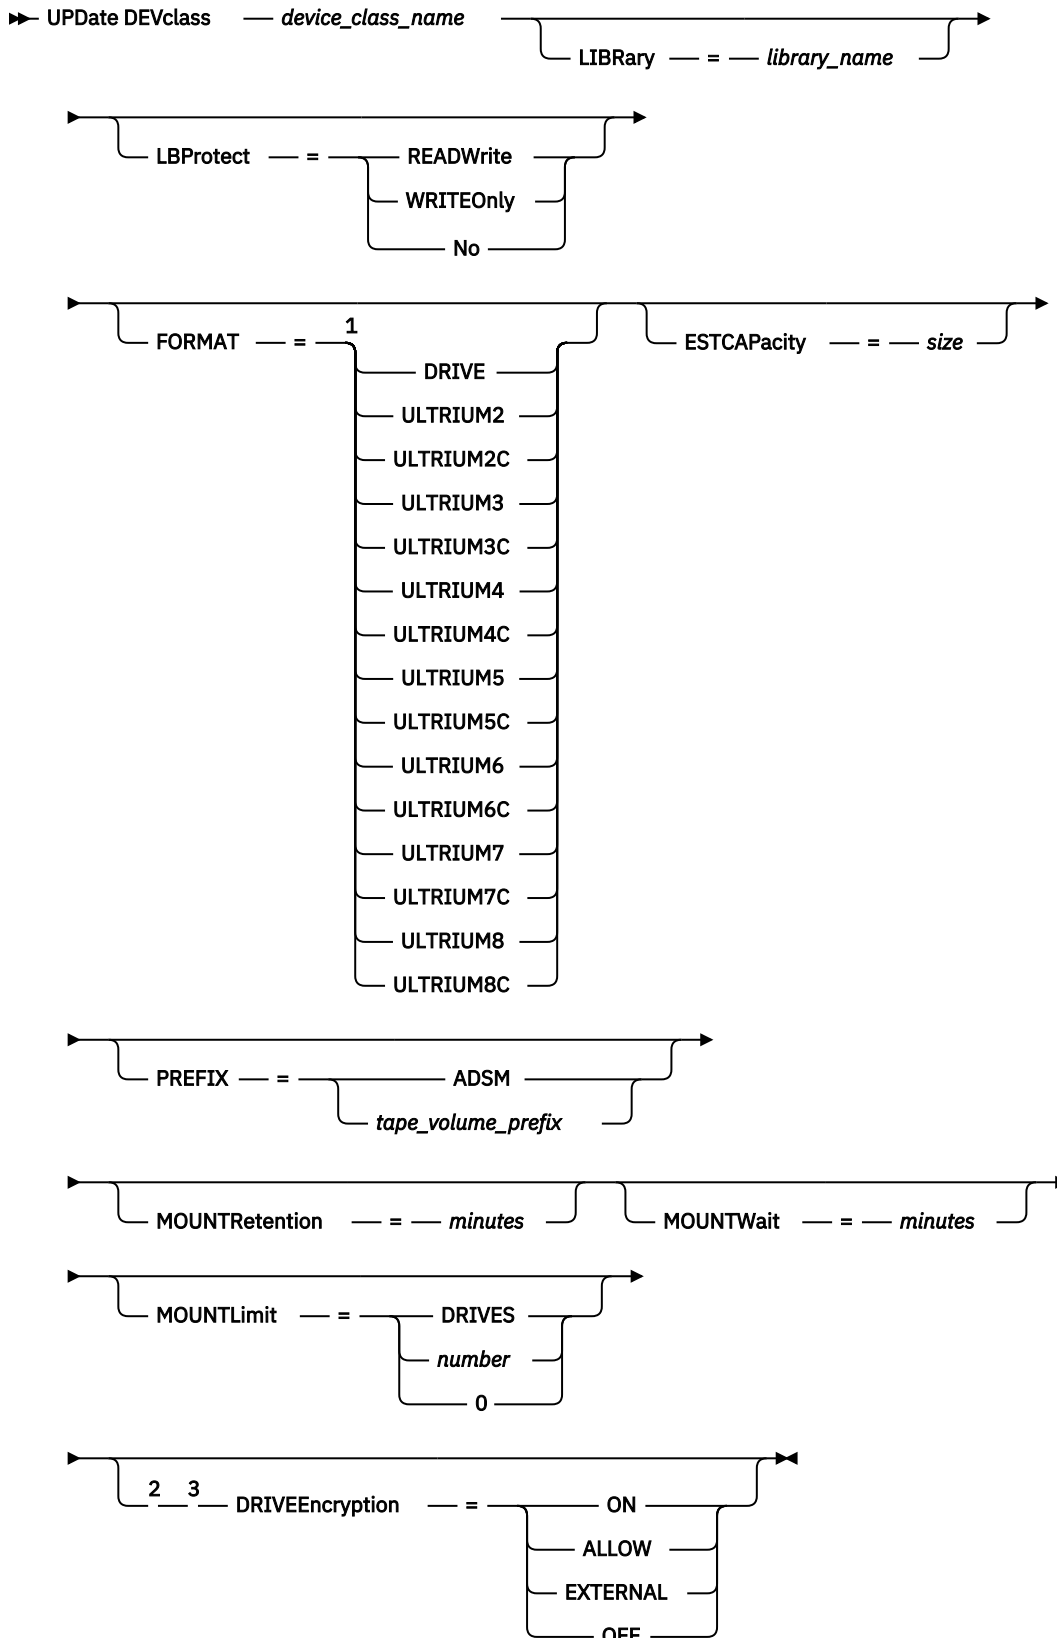 UPDate DEVclass device_class_name
LIBRary = library_name
LBProtect = READWrite
WRITEOnly
No
FORMAT = 1
DRIVE
ULTRIUM2
ULTRIUM2C
ULTRIUM3
ULTRIUM3C
ULTRIUM4
ULTRIUM4C
ULTRIUM5
ULTRIUM5C
ULTRIUM6
ULTRIUM6C
ULTRIUM7
ULTRIUM7C
ULTRIUM8
ULTRIUM8C
ESTCAPacity = size
PREFIX = ADSM
tape_volume_prefix
MOUNTRetention = minutes
MOUNTWait = minutes
MOUNTLimit = DRIVES
number
0
2 3 DRIVEEncryption = ON
ALLOW
EXTERNAL
OFF